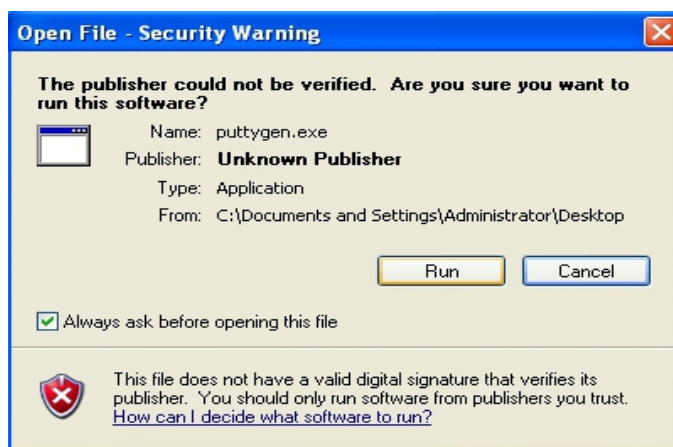 Open File - Security Warning
The publisher could not be verified.  Are you sure you want to
run this software?
Name: puttygen.exe
Publisher: Unknown Publisher
Type: Application
From: C:\Documents and Settings\Administrator\Desktop
Run Cancel
Always ask before opening this file
This file does not have a valid digital signature that verifies its
publisher.  You should only run software from publishers you trust.
How can I decide what software to run?